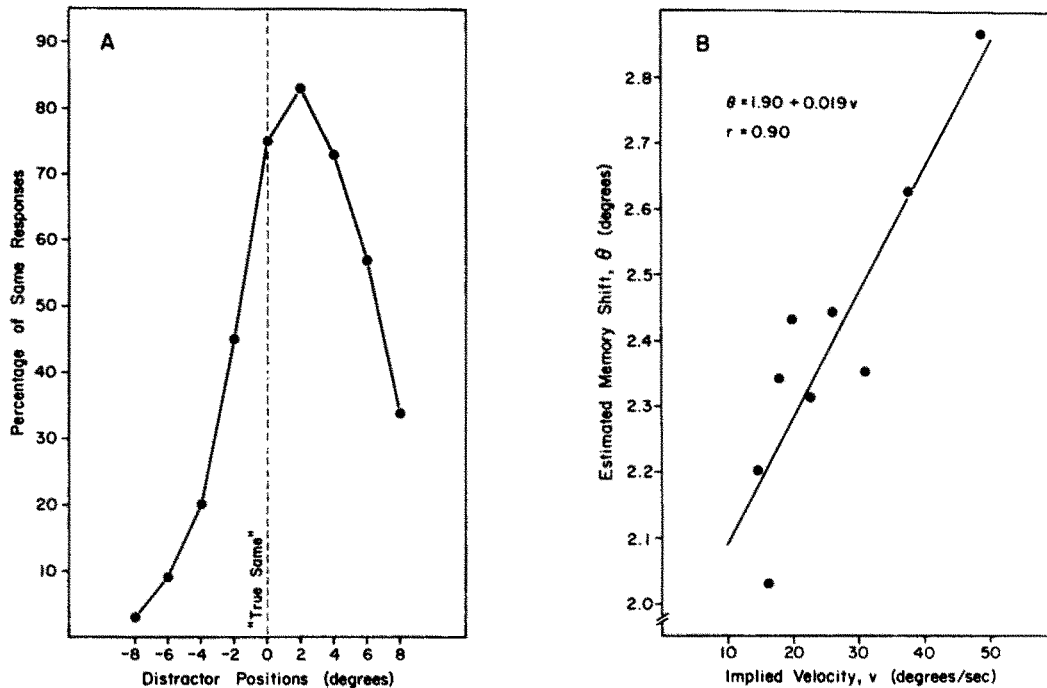 A
90
80
70
60
50
40
30
20
10
Percentage of Same Responses
"True Same"
-8 -6 -4 -2 0 2 4 6 8
Distractor Positions (degrees)
B
θ = 1.90 + 0.019v
r = 0.90
2.8
2.7
2.6
2.5
2.4
2.3
2.2
2.1
2.0
Estimated Memory Shift, θ (degrees)
10 20 30 40 50
Implied Velocity, v (degrees/sec)